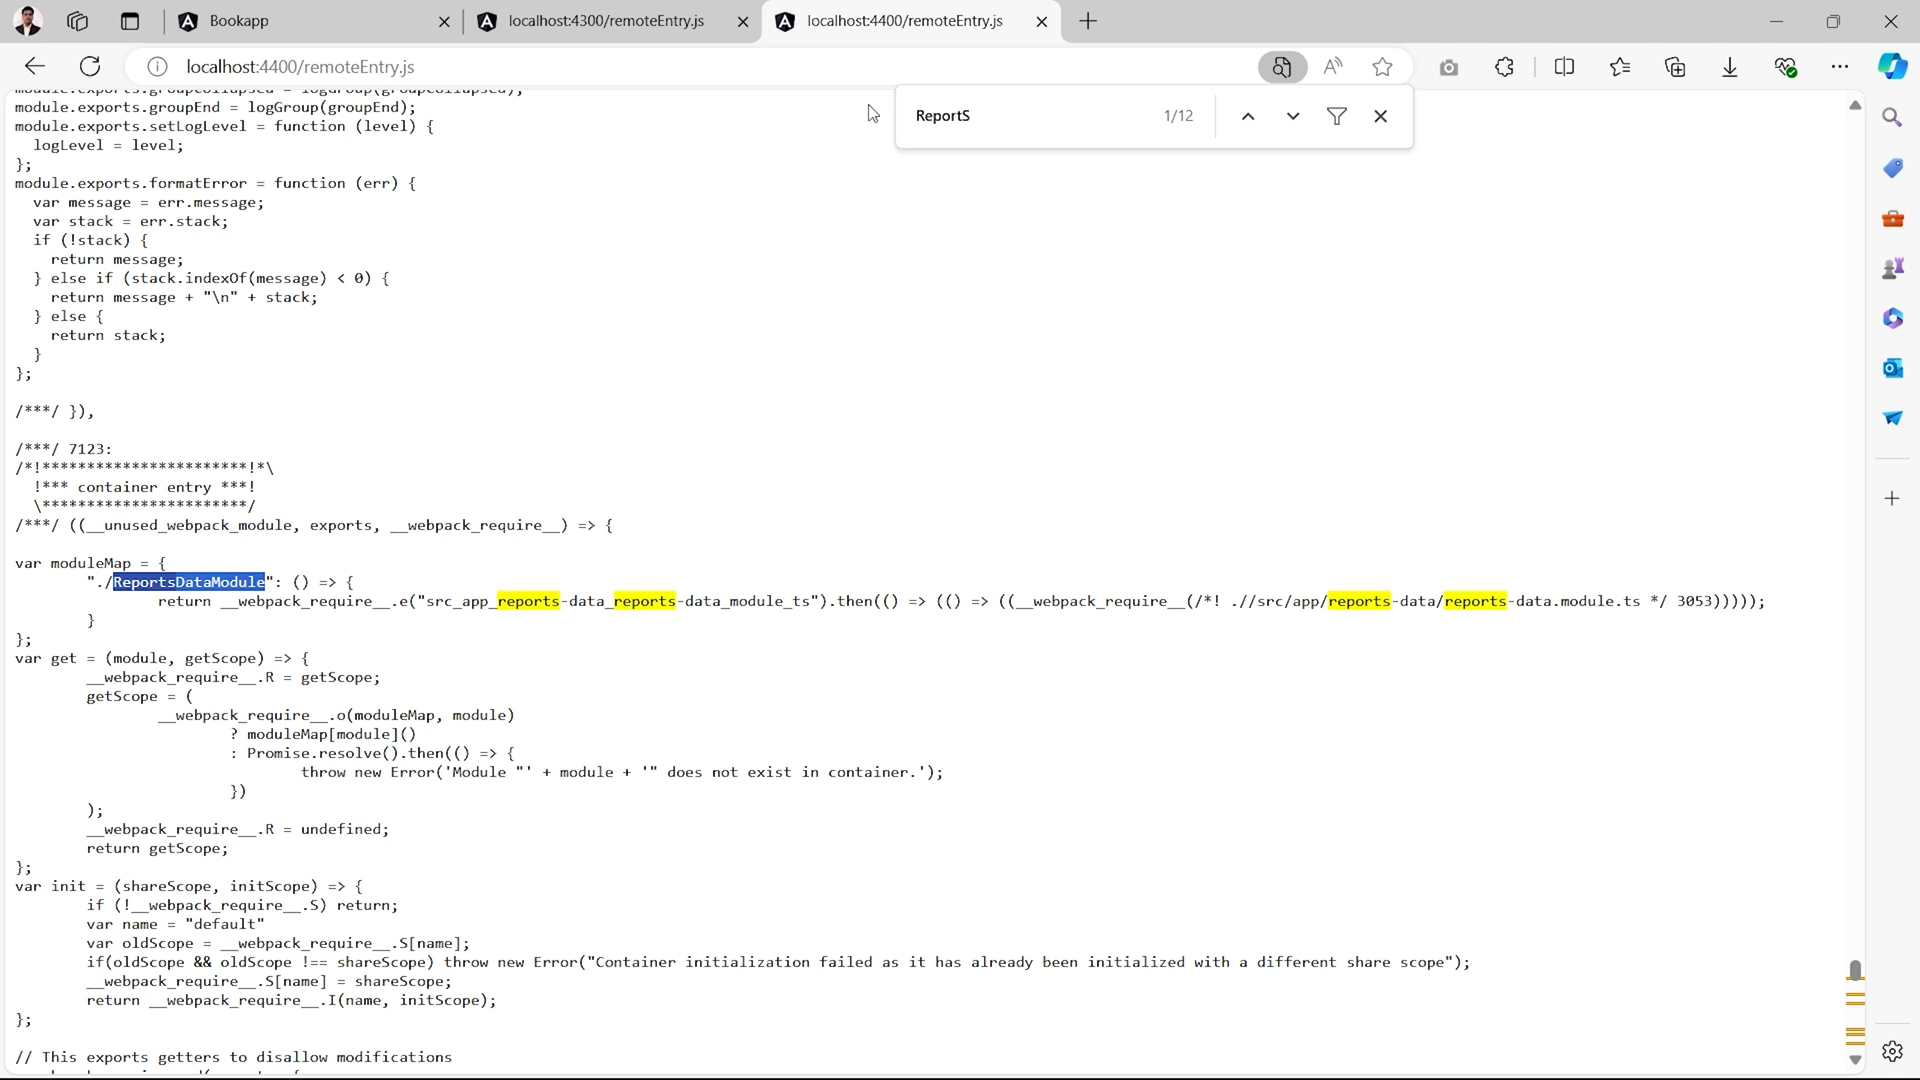 Bookapp
localhost:4300/remoteEntry.js
localhost:4400/remoteEntry.js
localhost:4400/remoteEntry.js
ReportS
1/12
module.exports.groupCollapsed = logGroup(groupCollapsed);
module.exports.groupEnd = logGroup(groupEnd);
module.exports.setLogLevel = function (level) {
  logLevel = level;
};
module.exports.formatError = function (err) {
  var message = err.message;
  var stack = err.stack;
  if (!stack) {
    return message;
  } else if (stack.indexOf(message) < 0) {
    return message + "\n" + stack;
  } else {
    return stack;
  }
};
/***/ }),
/***/ 7123:
/*!***********************!*\
  !*** container entry ***!
  \***********************/
/***/ ((__unused_webpack_module, exports, __webpack_require__) => {
var moduleMap = {
        "./ReportsDataModule": () => {
                return __webpack_require__.e("src_app_reports-data_reports-data_module_ts").then(() => (() => ((__webpack_require__(/*! .//src/app/reports-data/reports-data.module.ts */ 3053)))));
        }
};
var get = (module, getScope) => {
        __webpack_require__.R = getScope;
        getScope = (
                __webpack_require__.o(moduleMap, module)
                        ? moduleMap[module]()
                        : Promise.resolve().then(() => {
                                throw new Error('Module "' + module + '" does not exist in container.');
                        })
        );
        __webpack_require__.R = undefined;
        return getScope;
};
var init = (shareScope, initScope) => {
        if (!__webpack_require__.S) return;
        var name = "default"
        var oldScope = __webpack_require__.S[name];
        if(oldScope && oldScope !== shareScope) throw new Error("Container initialization failed as it has already been initialized with a different share scope");
        __webpack_require__.S[name] = shareScope;
        return __webpack_require__.I(name, initScope);
};
// This exports getters to disallow modifications